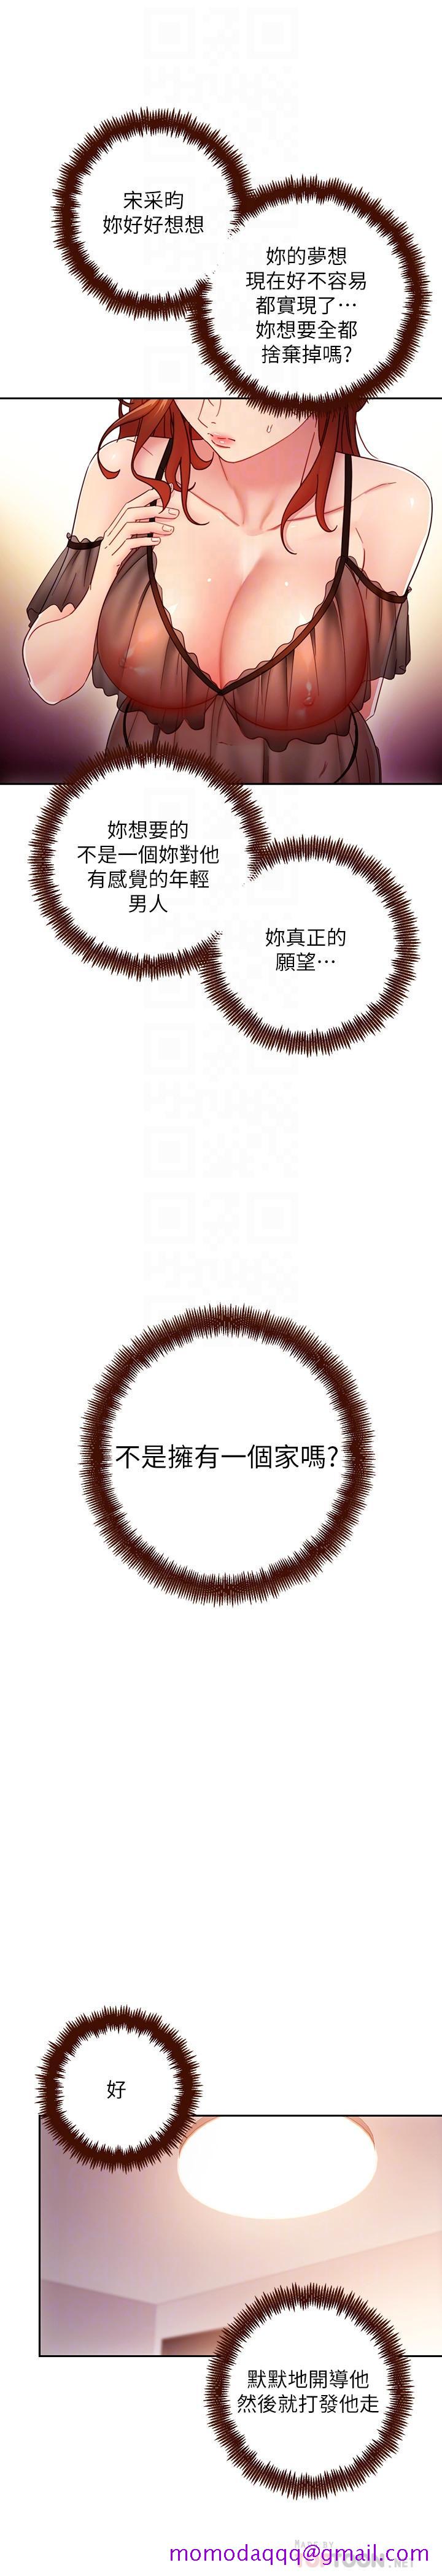 宋采昀
妳好好想想
妳的夢想
現在好不容易
都實現了…
妳想要全都
捨棄掉嗎?
妳想要的
不是一個妳對他
有感覺的年輕
男人
妳真正的
願望…
不是擁有一個家嗎?
好
默默地開導他
然後就打發他走
Made by
TOPTOON.NET
momodaqqq@gmail.com